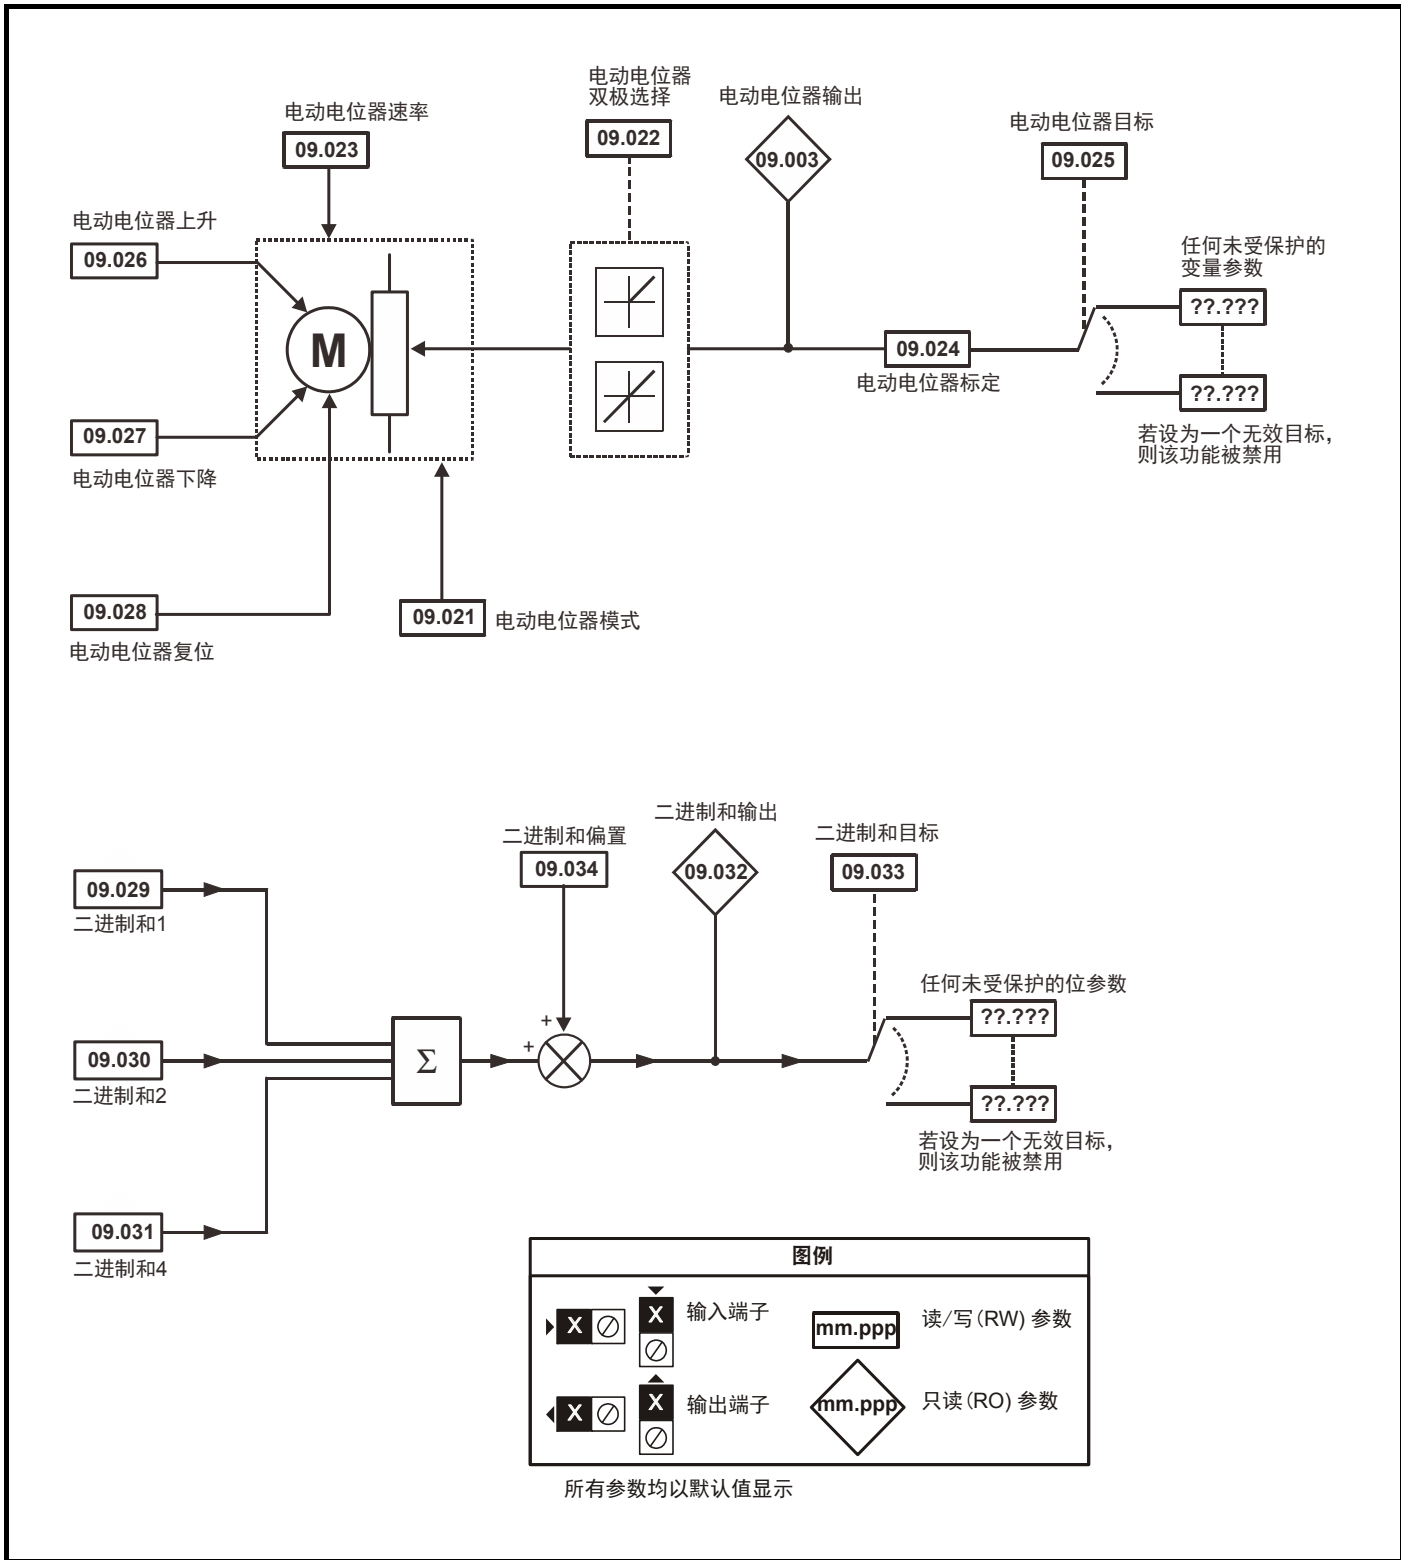 电动电位器速率
09.023
电动电位器
双极选择
09.022
电动电位器输出
09.003
电动电位器目标
09.025
电动电位器上升
09.026
M
09.027
电动电位器下降
09.028
电动电位器复位
09.021
电动电位器模式
09.024
电动电位器标定
任何未受保护的
变量参数
??.???
??.???
若设为一个无效目标,
则该功能被禁用
09.029
二进制和1
09.030
二进制和2
09.031
二进制和4
Σ
二进制和偏置
09.034
+
+
二进制和输出
09.032
二进制和目标
09.033
任何未受保护的位参数
??.???
??.???
若设为一个无效目标,
则该功能被禁用
图例
X
X
输入端子
mm.ppp
读/写(RW) 参数
X
X
输出端子
mm.ppp
只读(RO) 参数
所有参数均以默认值显示